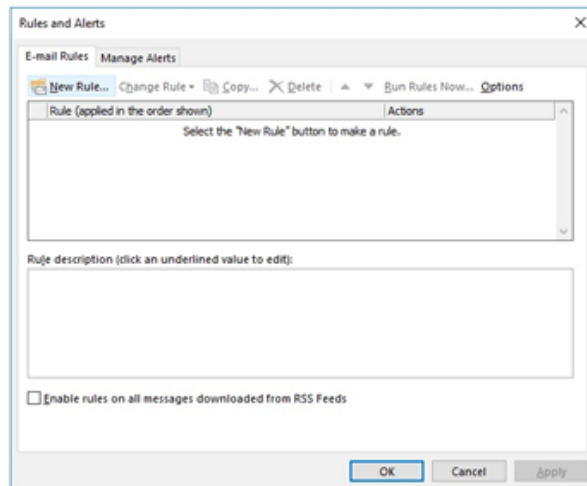 Rules and Alerts
E-mail Rules Manage Alerts
New Rule... Change Rule Copy... Delete Run Rules Now... Options
Rule (applied in the order shown) Actions
Select the "New Rule" button to make a rule.
Rule description (click an underlined value to edit):
Enable rules on all messages downloaded from RSS Feeds
OK Cancel Apply